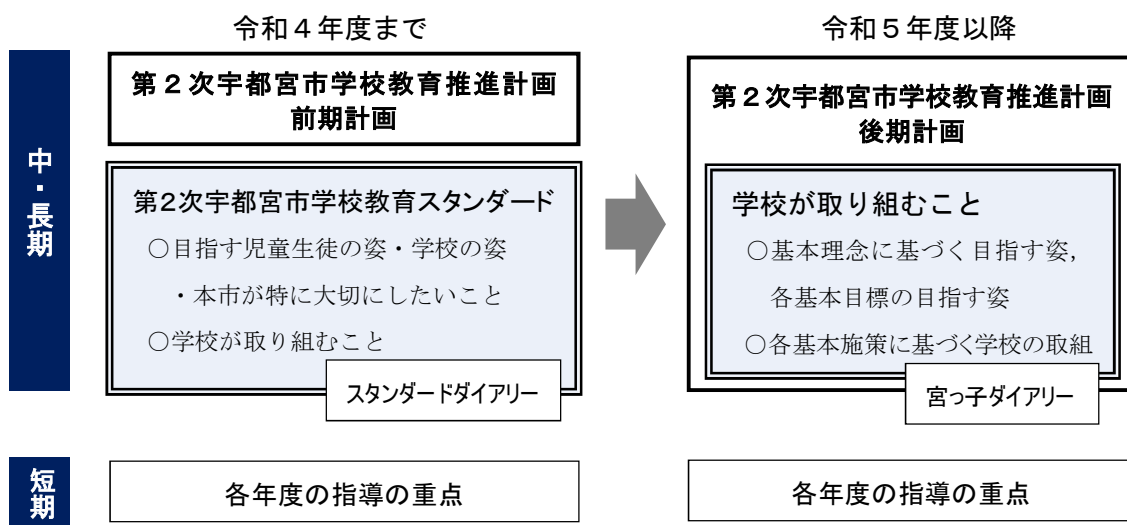 令和４年度まで
令和５年度以降
中・長期
第２次宇都宮市学校教育推進計画
前期計画
第2次宇都宮市学校教育スタンダード
○目指す児童生徒の姿・学校の姿
・本市が特に大切にしたいこと
○学校が取り組むこと
スタンダードダイアリー
第２次宇都宮市学校教育推進計画
後期計画
学校が取り組むこと
○基本理念に基づく目指す姿，
各基本目標の目指す姿
○各基本施策に基づく学校の取組
宮っ子ダイアリー
短期
各年度の指導の重点
各年度の指導の重点